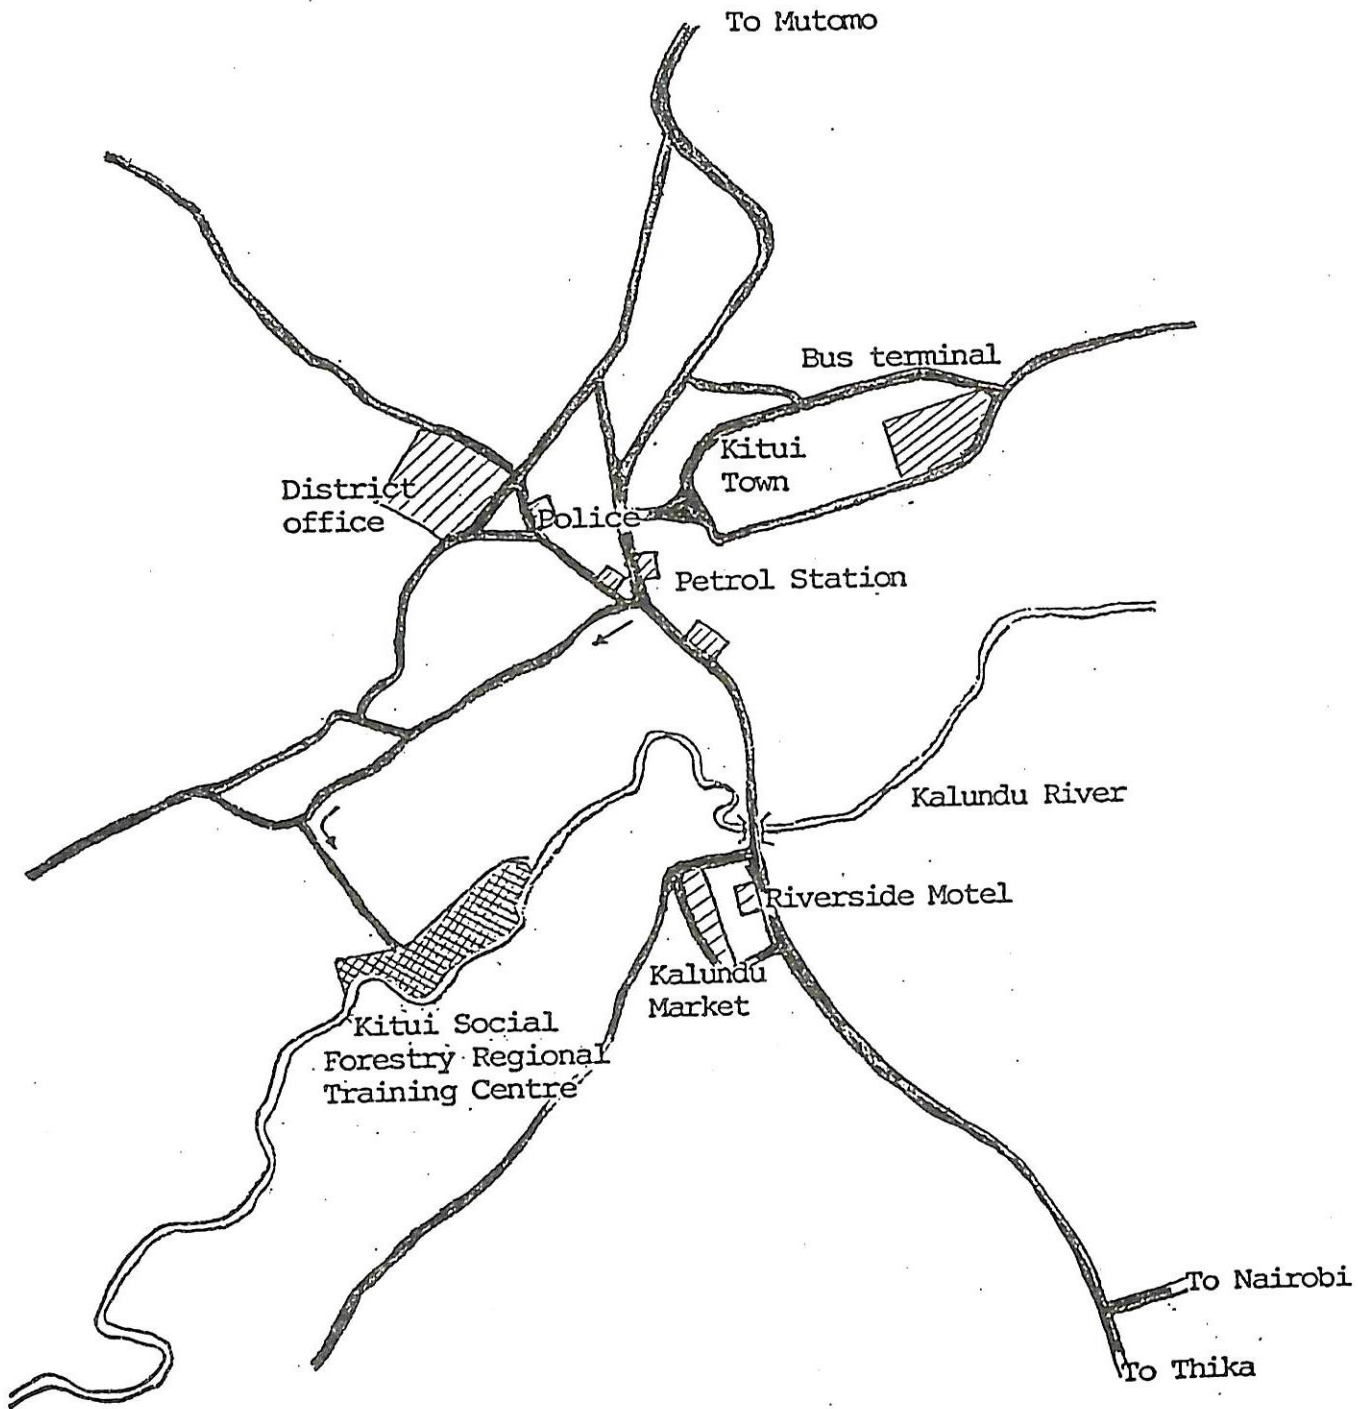 To Mutomo
Bus terminal
Kitui
Town
District
office
Police
Petrol Station
Kalundu River
Riverside Motel
Kalundu
Market
Kitui Social
Forestry Regional
Training Centre
To Nairobi
To Thika